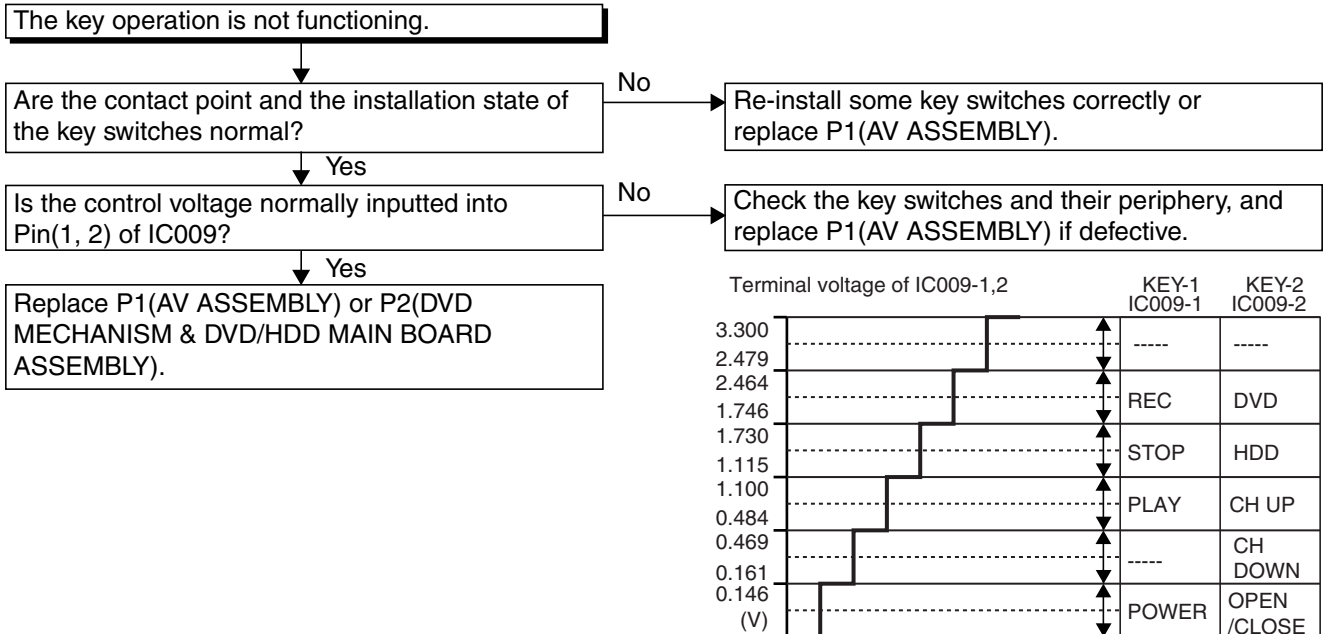 The key operation is not functioning.
Are the contact point and the installation state of
the key switches normal?
No
Re-install some key switches correctly or
replace P1(AV ASSEMBLY).
Yes
Is the control voltage normally inputted into
Pin(1, 2) of IC009?
No
Check the key switches and their periphery, and
replace P1(AV ASSEMBLY) if defective.
Yes
Replace P1(AV ASSEMBLY) or P2(DVD
MECHANISM & DVD/HDD MAIN BOARD
ASSEMBLY).
Terminal voltage of IC009-1,2
KEY-1 KEY-2
IC009-1 IC009-2
3.300
----- -----
2.479
2.464
REC DVD
1.746
1.730
STOP HDD
1.115
1.100
PLAY CH UP
0.484
0.469
CH
-----
0.161 DOWN
0.146
OPEN
(V) POWER
/CLOSE